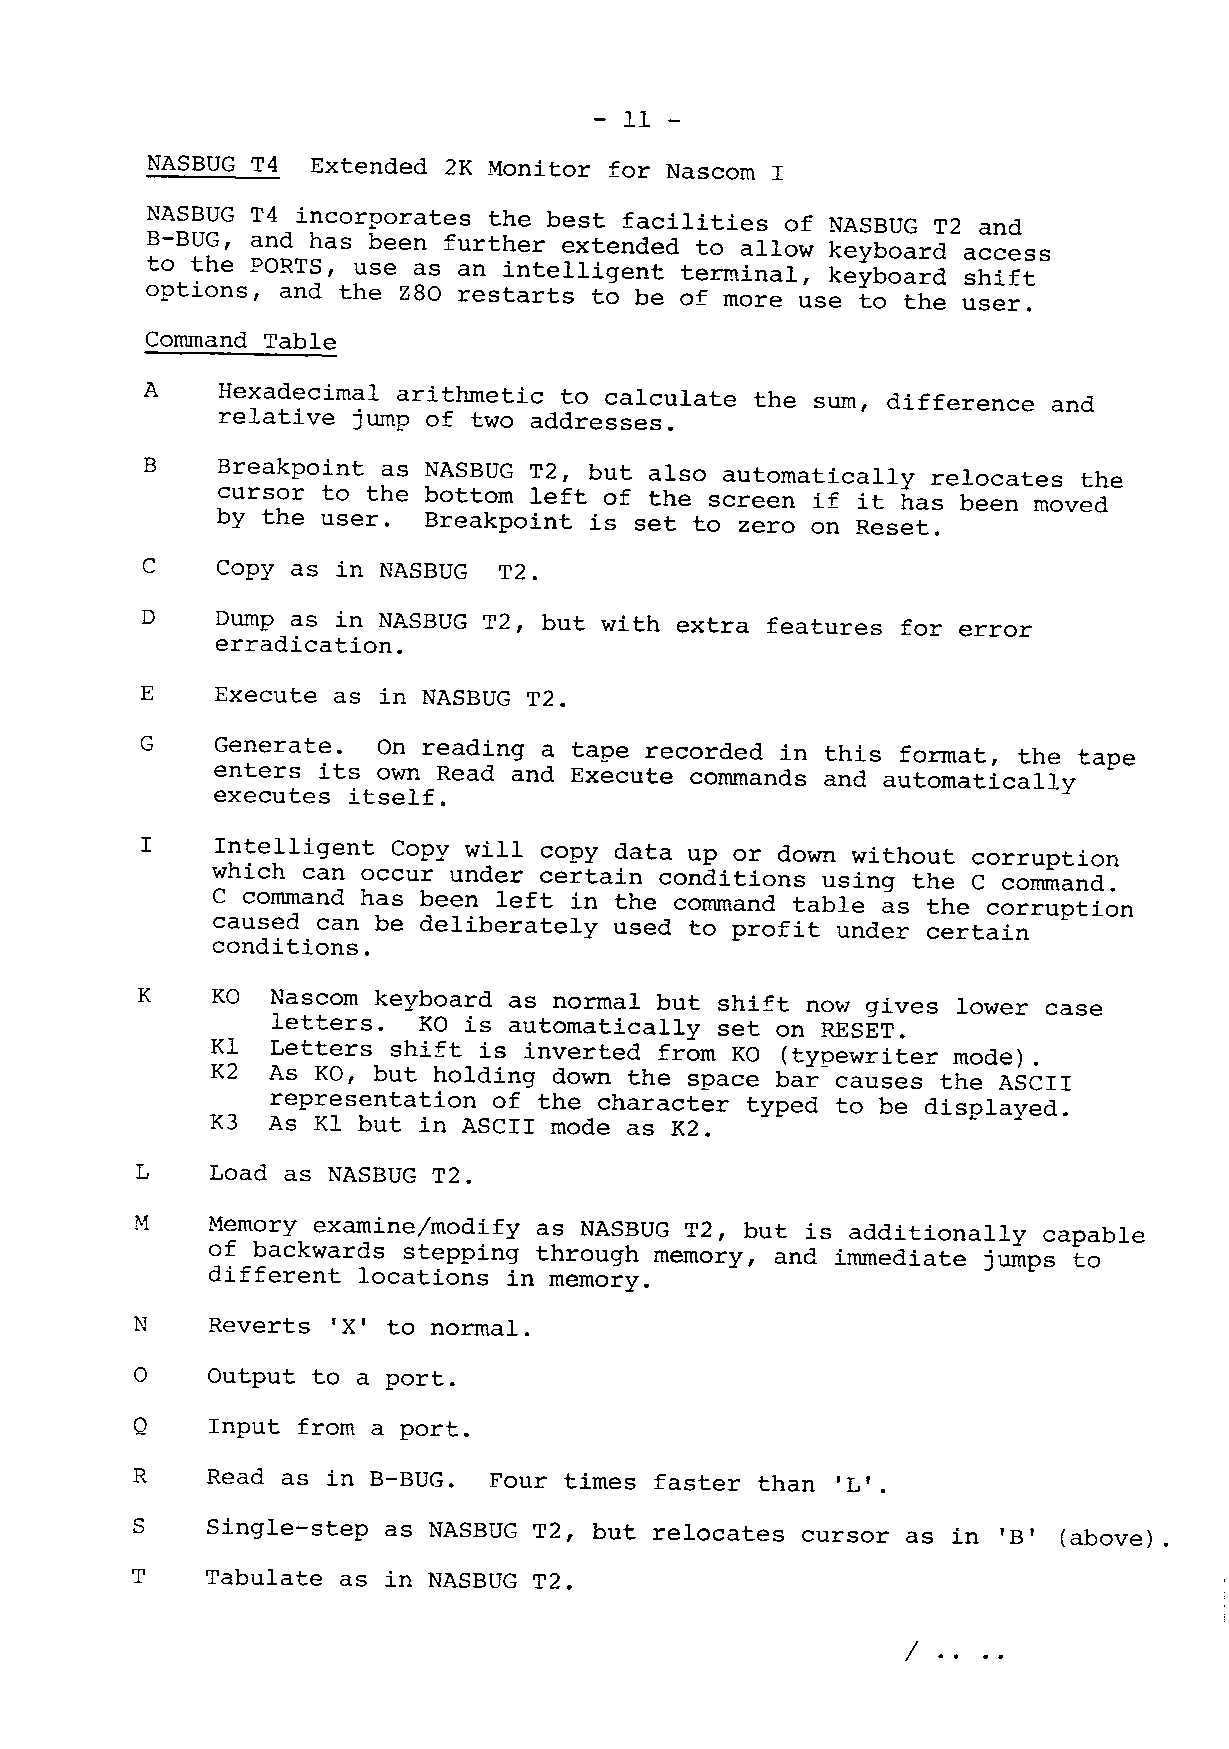 - 11 -
NASBUG T4 Extended 2K Monitor for Nascom I
NASBUG T4 incorporates the best facilities of NASBUG T2 and
B-BUG, and has been further extended to allow keyboard access
to the PORTS, use as an intelligent terminal, keyboard shift
options, and the Z80 restarts to be of more use to the user.
Command Table
A Hexadecimal arithmetic to calculate the sum, difference and
relative jump of two addresses.
B Breakpoint as NASBUG T2, but also automatically relocates the
cursor to the bottom left of the screen if it has been moved
by the user. Breakpoint is set to zero on Reset.
C Copy as in NASBUG T2.
D Dump as in NASBUG T2, but with extra features for error
erradication.
E Execute as in NASBUG T2.
G Generate. On reading a tape recorded in this format, the tape
enters its own Read and Execute commands and automatically
executes itself.
I Intelligent Copy will copy data up or down without corruption
which can occur under certain conditions using the C command.
C command has been left in the command table as the corruption
caused can be deliberately used to profit under certain
conditions.
K KO Nascom keyboard as normal but shift now gives lower case
letters. KO is automatically set on RESET.
K1 Letters shift is inverted from KO (typewriter mode).
K2 As KO, but holding down the space bar causes the ASCII
representation of the character typed to be displayed.
K3 As K1 but in ASCII mode as K2.
L Load as NASBUG T2.
M Memory examine/modify as NASBUG T2, but is additionally capable
of backwards stepping through memory, and immediate jumps to
different locations in memory.
N Reverts 'X' to normal.
O Output to a port.
Q Input from a port.
R Read as in B-BUG. Four times faster than 'L'.
S Single-step as NASBUG T2, but relocates cursor as in 'B' (above).
T Tabulate as in NASBUG T2.
/ .. ..